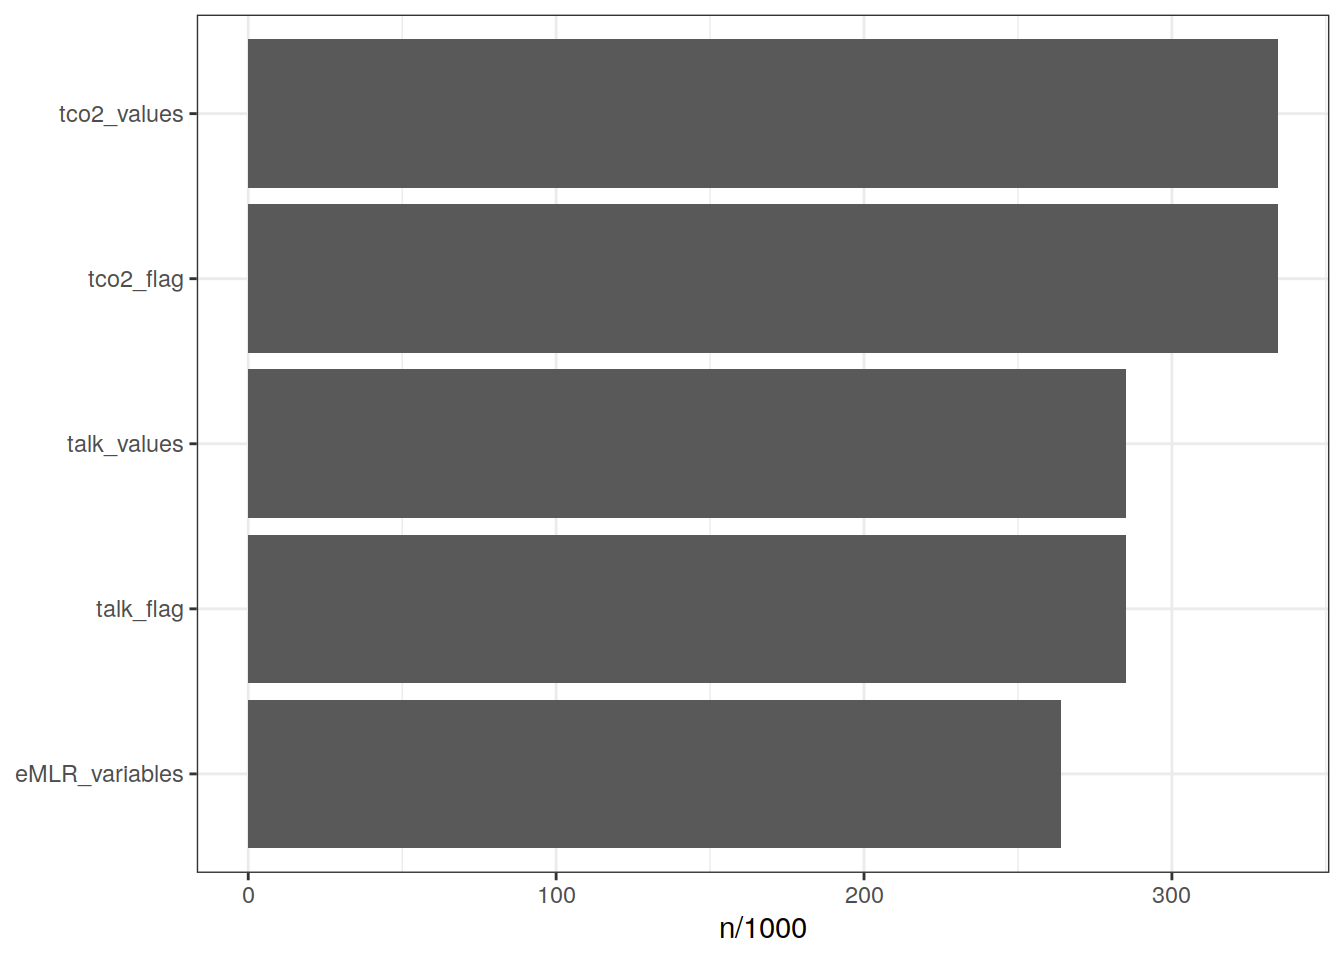 tco2_values
tco2_flag
talk_values
talk_flag
eMLR_variables
0 100 200 300
n/1000